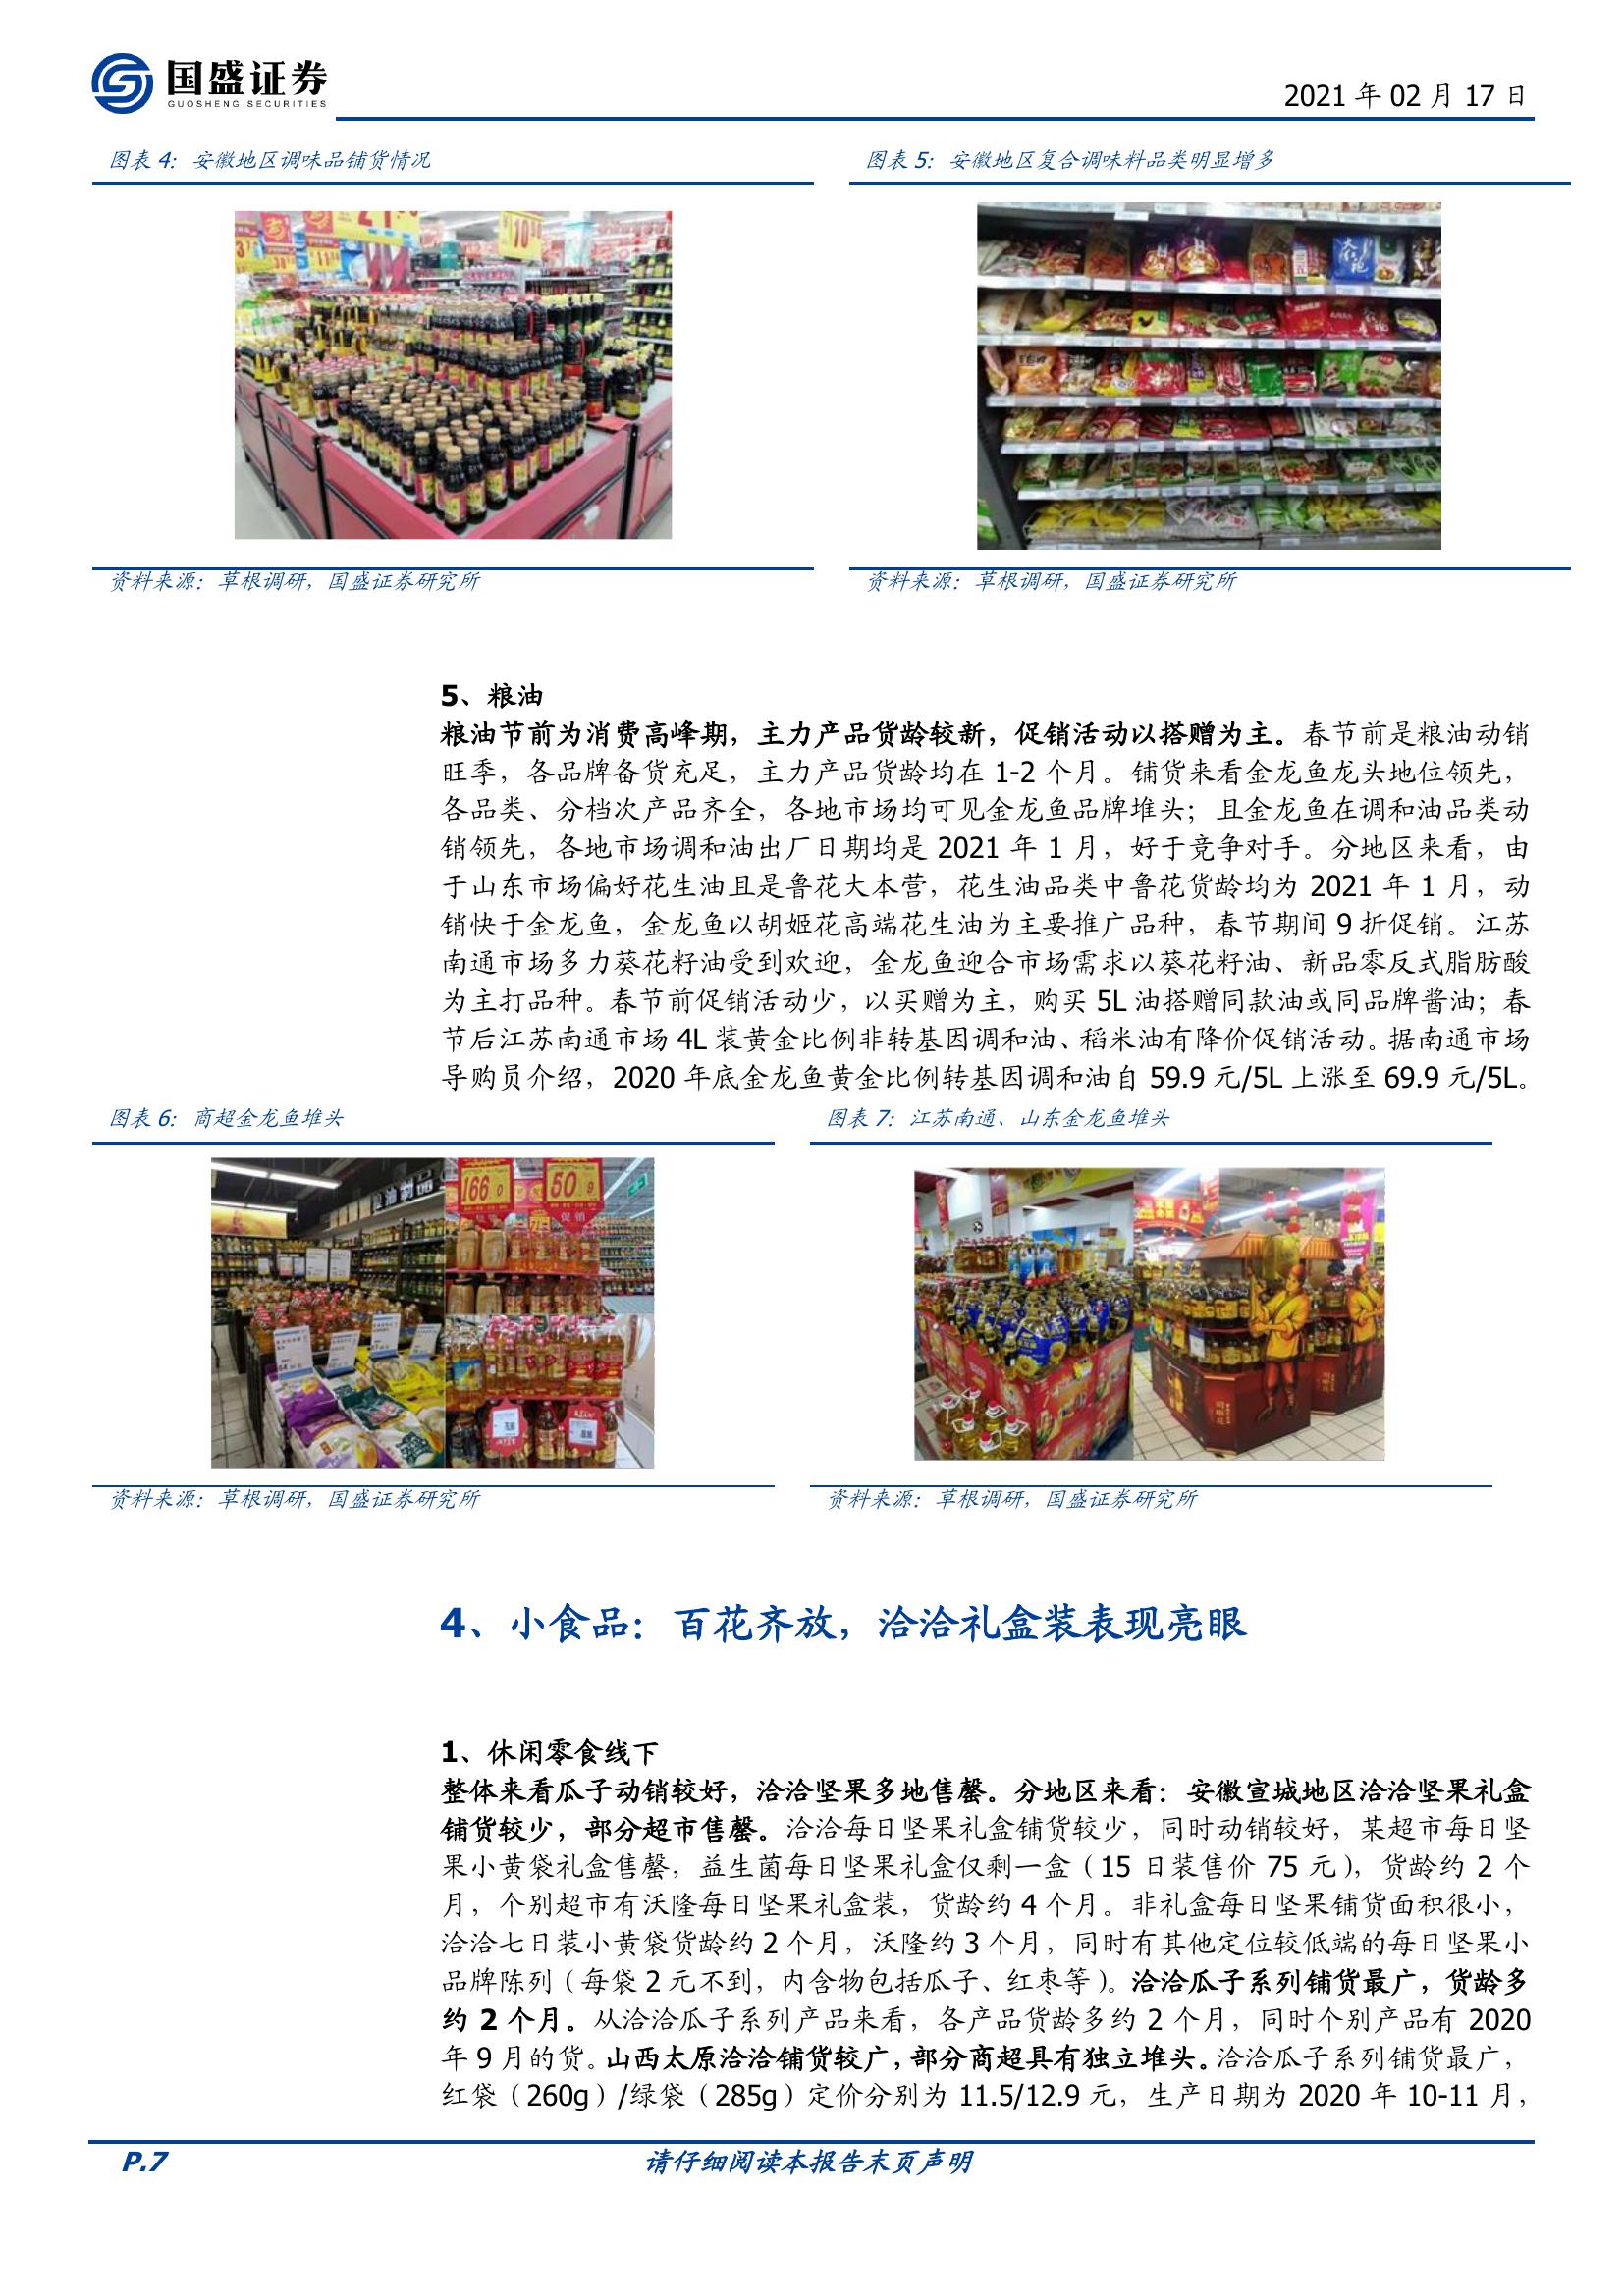 国盛证券
GUOSHENG SECURITIES
2021 年 02 月 17 日
图表 4：安徽地区调味品铺货情况
图表 5：安徽地区复合调味料品类明显增多
资料来源：草根调研，国盛证券研究所
资料来源：草根调研，国盛证券研究所
5、粮油
粮油节前为消费高峰期，主力产品货龄较新，促销活动以搭赠为主。春节前是粮油动销
旺季，各品牌备货充足，主力产品货龄均在 1-2 个月。铺货来看金龙鱼龙头地位领先，
各品类、分档次产品齐全，各地市场均可见金龙鱼品牌堆头；且金龙鱼在调和油品类动
销领先，各地市场调和油出厂日期均是 2021 年 1 月，好于竞争对手。分地区来看，由
于山东市场偏好花生油且是鲁花大本营，花生油品类中鲁花货龄均为 2021 年 1 月，动
销快于金龙鱼，金龙鱼以胡姬花高端花生油为主要推广品种，春节期间 9 折促销。江苏
南通市场多力葵花籽油受到欢迎，金龙鱼迎合市场需求以葵花籽油、新品零反式脂肪酸
为主打品种。春节前促销活动少，以买赠为主，购买 5L 油搭赠同款油或同品牌酱油；春
节后江苏南通市场 4L 装黄金比例非转基因调和油、稻米油有降价促销活动。据南通市场
导购员介绍，2020 年底金龙鱼黄金比例转基因调和油自 59.9 元/5L 上涨至 69.9 元/5L。
图表 6：商超金龙鱼堆头
图表 7：江苏南通、山东金龙鱼堆头
166.0
50.9
促销
资料来源：草根调研，国盛证券研究所
资料来源：草根调研，国盛证券研究所
4、小食品：百花齐放，洽洽礼盒装表现亮眼
1、休闲零食线下
整体来看瓜子动销较好，洽洽坚果多地售罄。分地区来看：安徽宣城地区洽洽坚果礼盒
铺货较少，部分超市售罄。洽洽每日坚果礼盒铺货较少，同时动销较好，某超市每日坚
果小黄袋礼盒售罄，益生菌每日坚果礼盒仅剩一盒（15 日装售价 75 元），货龄约 2 个
月，个别超市有沃隆每日坚果礼盒装，货龄约 4 个月。非礼盒每日坚果铺货面积很小，
洽洽七日装小黄袋货龄约 2 个月，沃隆约 3 个月，同时有其他定位较低端的每日坚果小
品牌陈列（每袋 2 元不到，内含物包括瓜子、红枣等）。洽洽瓜子系列铺货最广，货龄多
约 2 个月。从洽洽瓜子系列产品来看，各产品货龄多约 2 个月，同时个别产品有 2020
年 9 月的货。山西太原洽洽铺货较广，部分商超具有独立堆头。洽洽瓜子系列铺货最广，
红袋（260g）/绿袋（285g）定价分别为 11.5/12.9 元，生产日期为 2020 年 10-11 月，
P.7
请仔细阅读本报告末页声明